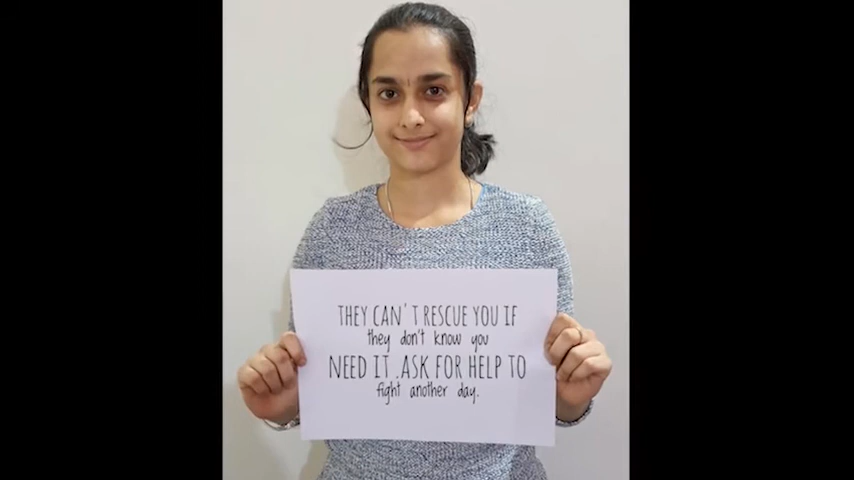 THEY CAN'T RESCUE YOU IF
they don't know you
NEED IT .ASK FOR HELP TO
fight another day.